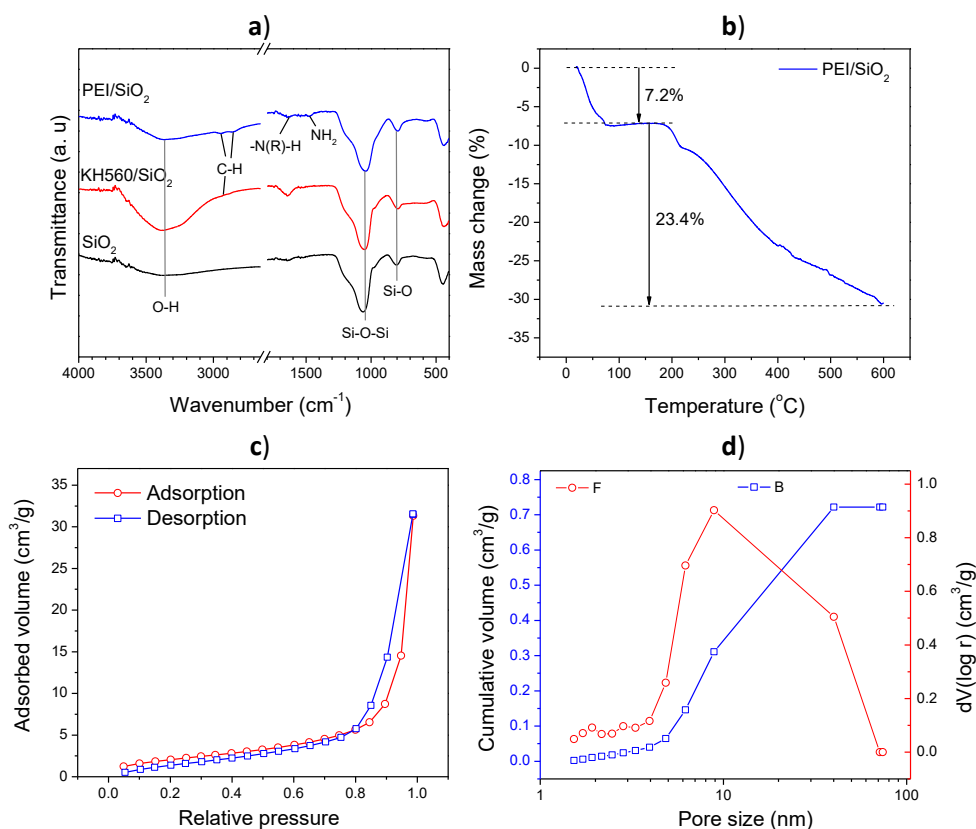 a)
PEI/SiO₂
-N(R)-H
NH₂
C-H
KH560/SiO₂
SiO₂
O-H
Si-O
Si-O-Si
Transmittance (a. u)
4000 3000 1000 500
Wavenumber (cm⁻¹)
b)
PEI/SiO₂
7.2%
23.4%
Mass change (%)
0
-5
-10
-15
-20
-25
-30
-35
0 100 200 300 400 500 600
Temperature (°C)
c)
Adsorption
Desorption
Adsorbed volume (cm³/g)
35
30
25
20
15
10
5
0
0.0 0.2 0.4 0.6 0.8 1.0
Relative pressure
d)
F B
Cumulative volume (cm³/g)
0.8
0.7
0.6
0.5
0.4
0.3
0.2
0.1
0.0
1 10 100
Pore size (nm)
1.0
0.8
0.6
0.4
0.2
0.0
dV(log r) (cm³/g)